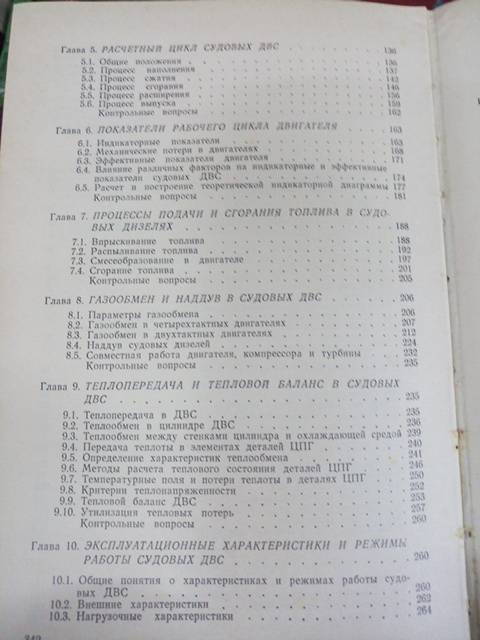 Глава 5. РАСЧЕТНЫЙ ЦИКЛ СУДОВЫХ ДВС . . . . . . . . . . 136
5.1. Общие положения . . . . . . . . . . 136
5.2. Процесс наполнения . . . . . . . . . . 137
5.3. Процесс сжатия . . . . . . . . . . 142
5.4. Процесс сгорания . . . . . . . . . . 146
5.5. Процесс расширения . . . . . . . . . . 156
5.6. Процесс выпуска . . . . . . . . . . 159
Контрольные вопросы . . . . . . . . . . 162
Глава 6. ПОКАЗАТЕЛИ РАБОЧЕГО ЦИКЛА ДВИГАТЕЛЯ . . . . . . 163
6.1. Индикаторные показатели . . . . . . . . . . 163
6.2. Механические потери в двигателях . . . . . . . . 168
6.3. Эффективные показатели двигателя . . . . . . . . 171
6.4. Влияние различных факторов на индикаторные и эффективные
показатели судовых ДВС . . . . . . . . . . 174
6.5. Расчет и построение теоретической индикаторной диаграммы 177
Контрольные вопросы . . . . . . . . . . 181
Глава 7. ПРОЦЕССЫ ПОДАЧИ И СГОРАНИЯ ТОПЛИВА В СУДО-
ВЫХ ДИЗЕЛЯХ . . . . . . . . . . 188
7.1. Впрыскивание топлива . . . . . . . . . . 188
7.2. Распыливание топлива . . . . . . . . . . 192
7.3. Смесеобразование в двигателе . . . . . . . . . . 197
7.4. Сгорание топлива . . . . . . . . . . 201
Контрольные вопросы . . . . . . . . . . 205
Глава 8. ГАЗООБМЕН И НАДДУВ В СУДОВЫХ ДВС . . . . . . . 206
8.1. Параметры газообмена . . . . . . . . . . 206
8.2. Газообмен в четырехтактных двигателях . . . . . . . 207
8.3. Газообмен в двухтактных двигателях . . . . . . . . 212
8.4. Наддув судовых дизелей . . . . . . . . . . 224
8.5. Совместная работа двигателя, компрессора и турбины . . . 232
Контрольные вопросы . . . . . . . . . . 235
Глава 9. ТЕПЛОПЕРЕДАЧА И ТЕПЛОВОЙ БАЛАНС В СУДОВЫХ
ДВС . . . . . . . . . . 235
9.1. Теплопередача в ДВС . . . . . . . . . . 235
9.2. Теплообмен в цилиндре ДВС . . . . . . . . . . 236
9.3. Теплообмен между стенками цилиндра и охлаждающей средой 239
9.4. Передача теплоты в элементах деталей ЦПГ . . . . . . 240
9.5. Определение характеристик теплообмена . . . . . . . 241
9.6. Методы расчета теплового состояния деталей ЦПГ . . . . 246
9.7. Температурные поля и потери теплоты в деталях ЦПГ . . . 250
9.8. Критерии теплонапряженности . . . . . . . . . . 252
9.9. Тепловой баланс ДВС . . . . . . . . . . 253
9.10. Утилизация тепловых потерь . . . . . . . . . . 257
Контрольные вопросы . . . . . . . . . . 260
Глава 10. ЭКСПЛУАТАЦИОННЫЕ ХАРАКТЕРИСТИКИ И РЕЖИМЫ
РАБОТЫ СУДОВЫХ ДВС . . . . . . . . . . 260
10.1. Общие понятия о характеристиках и режимах работы судо-
вых ДВС . . . . . . . . . . 260
10.2. Внешние характеристики . . . . . . . . . . 262
10.3. Нагрузочные характеристики . . . . . . . . . . 264